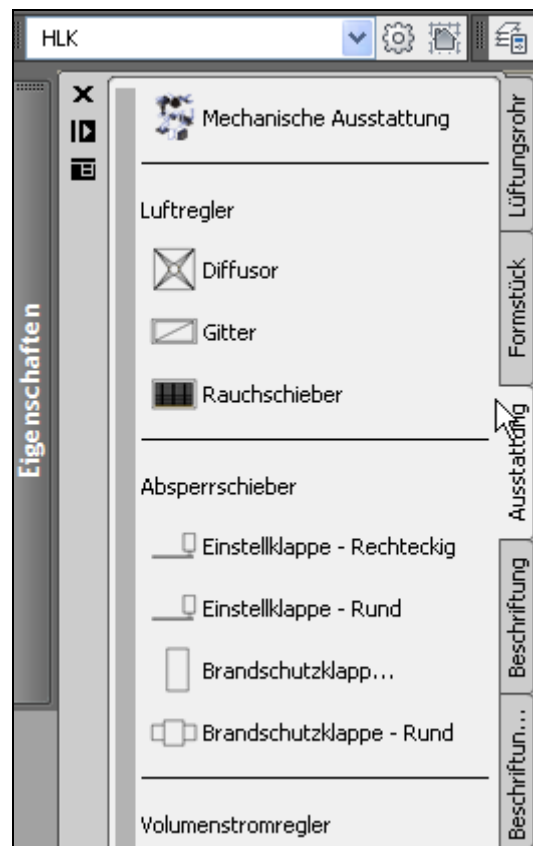 HLK
Mechanische Ausstattung
Luftregler
Diffusor
Gitter
Rauchschieber
Absperrschieber
Einstellklappe - Rechteckig
Einstellklappe - Rund
Brandschutzklapp...
Brandschutzklappe - Rund
Volumenstromregler
Eigenschaften
Lüftungsrohr
Formstück
Ausstattung
Beschriftung
Beschriftun...